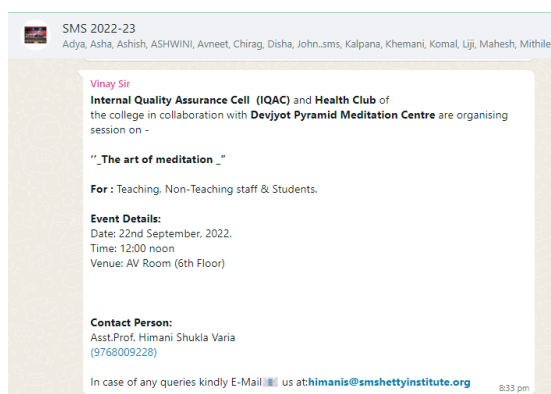 SMS 2022-23
Adya, Asha, Ashish, ASHWINI, Avneet, Chirag, Disha, John..sms, Kalpana, Khemani, Komal, Liji, Mahesh, Mithile
Vinay Sir
Internal Quality Assurance Cell (IQAC) and Health Club of
the college in collaboration with Devjyot Pyramid Meditation Centre are organising
session on -
‘’_The art of meditation _”
For : Teaching, Non-Teaching staff & Students.
Event Details:
Date: 22nd September, 2022.
Time: 12:00 noon
Venue: AV Room (6th Floor)
Contact Person:
Asst.Prof. Himani Shukla Varia
(9768009228)
In case of any queries kindly E-Mail📧 us at:himanis@smshettyinstitute.org
8:33 pm